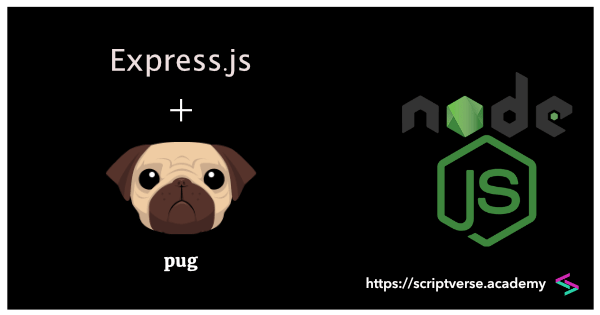 Express.js
+
pug
node
JS
https://scriptverse.academy